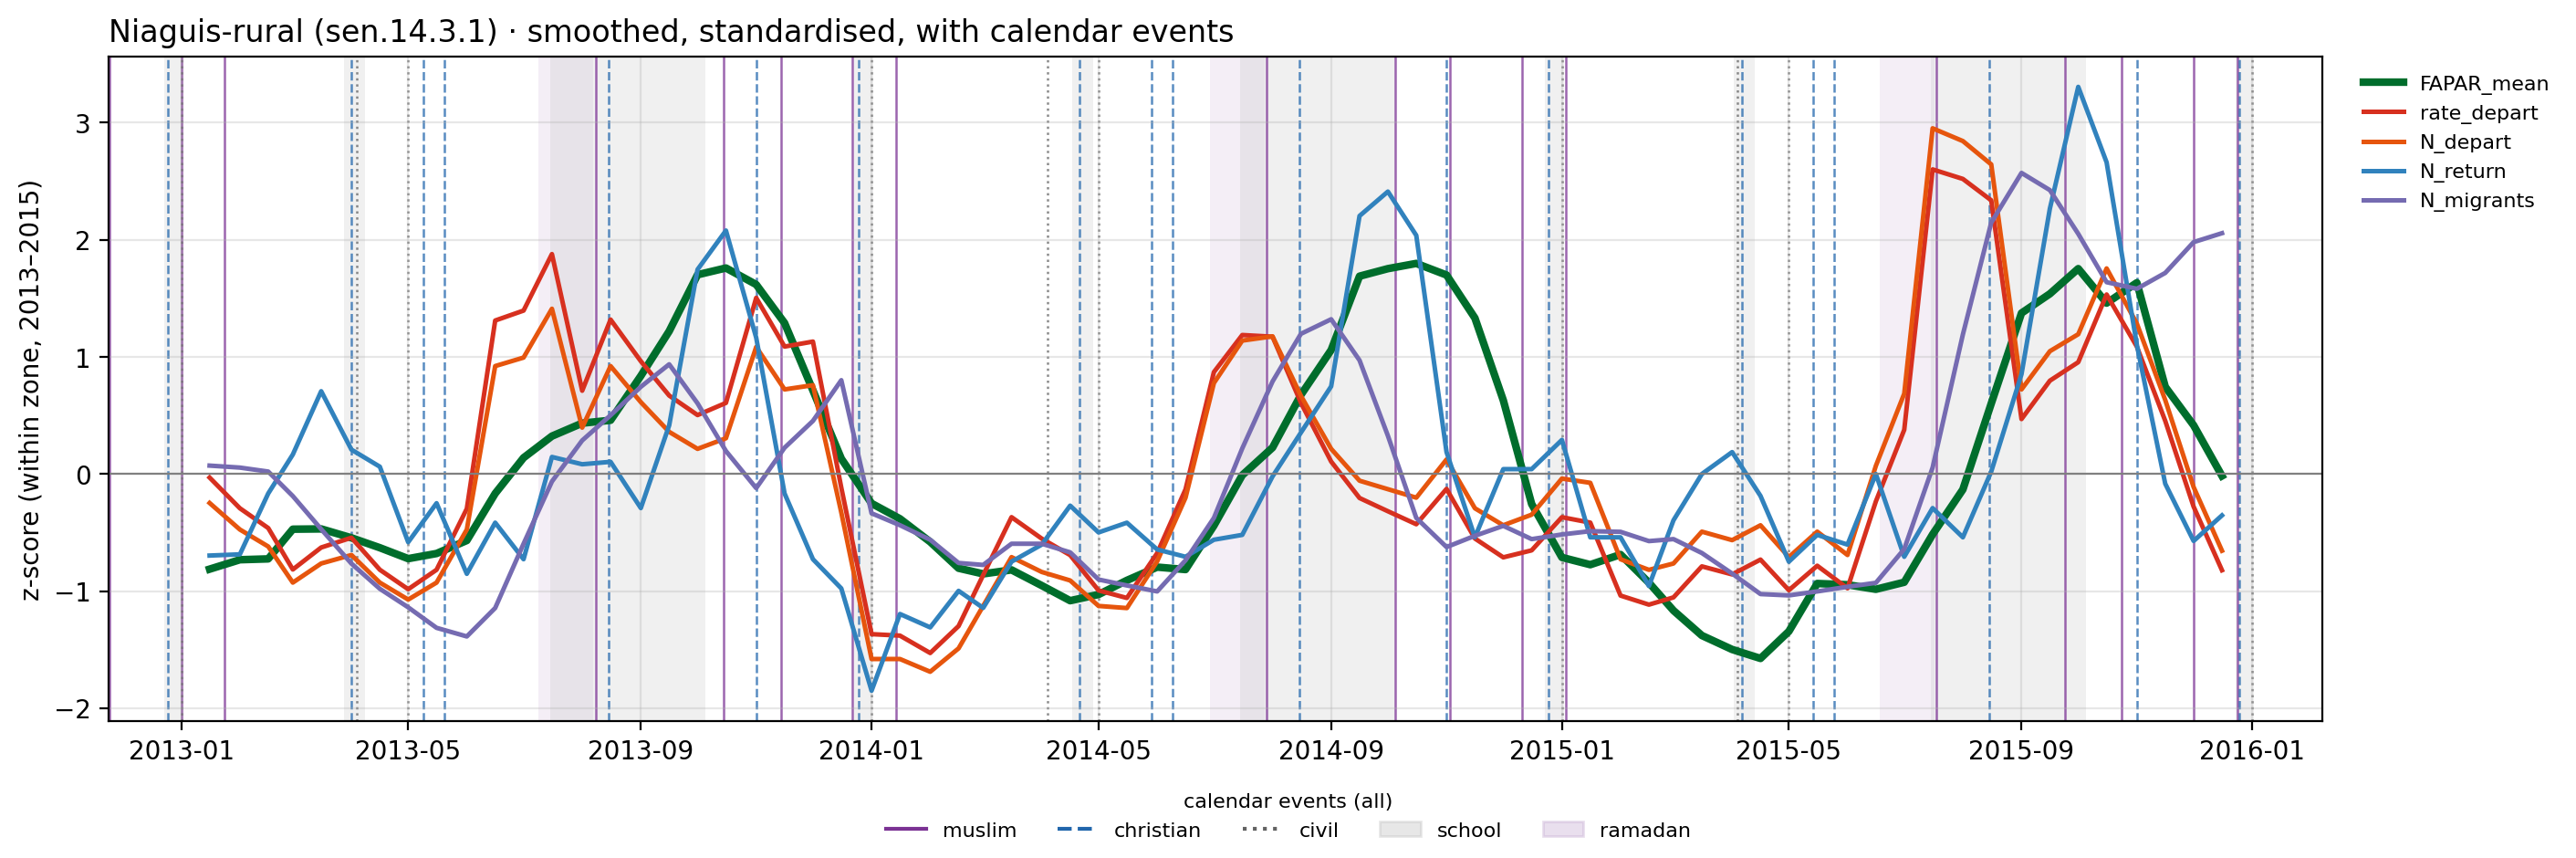 Niaguis-rural (sen.14.3.1) · smoothed, standardised, with calendar events
z-score (within zone, 2013–2015)
3
2
1
0
−1
−2
2013-01 2013-05 2013-09 2014-01 2014-05 2014-09 2015-01 2015-05 2015-09 2016-01
FAPAR_mean
rate_depart
N_depart
N_return
N_migrants
calendar events (all)
muslim christian civil school ramadan